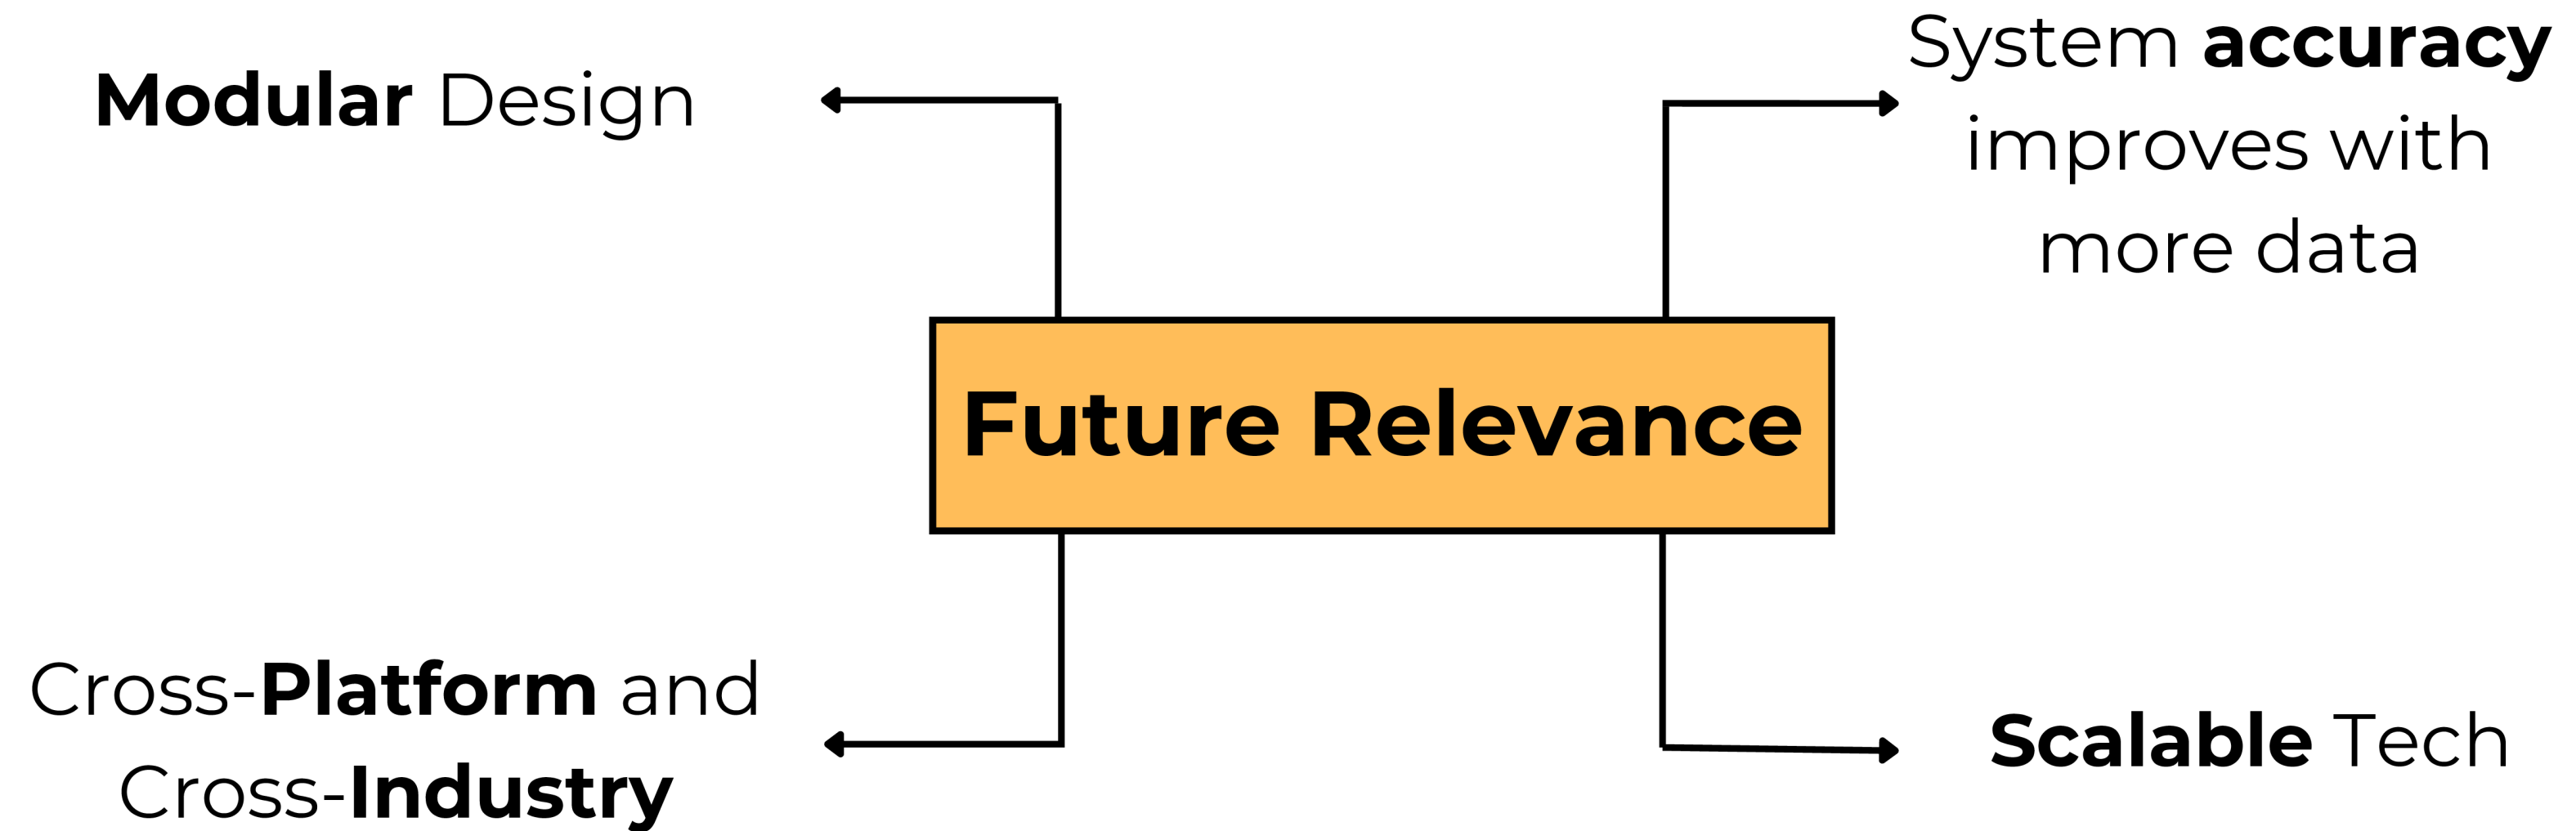 Modular Design
System accuracy
improves with
more data
Future Relevance
Cross-Platform and
Cross-Industry
Scalable Tech